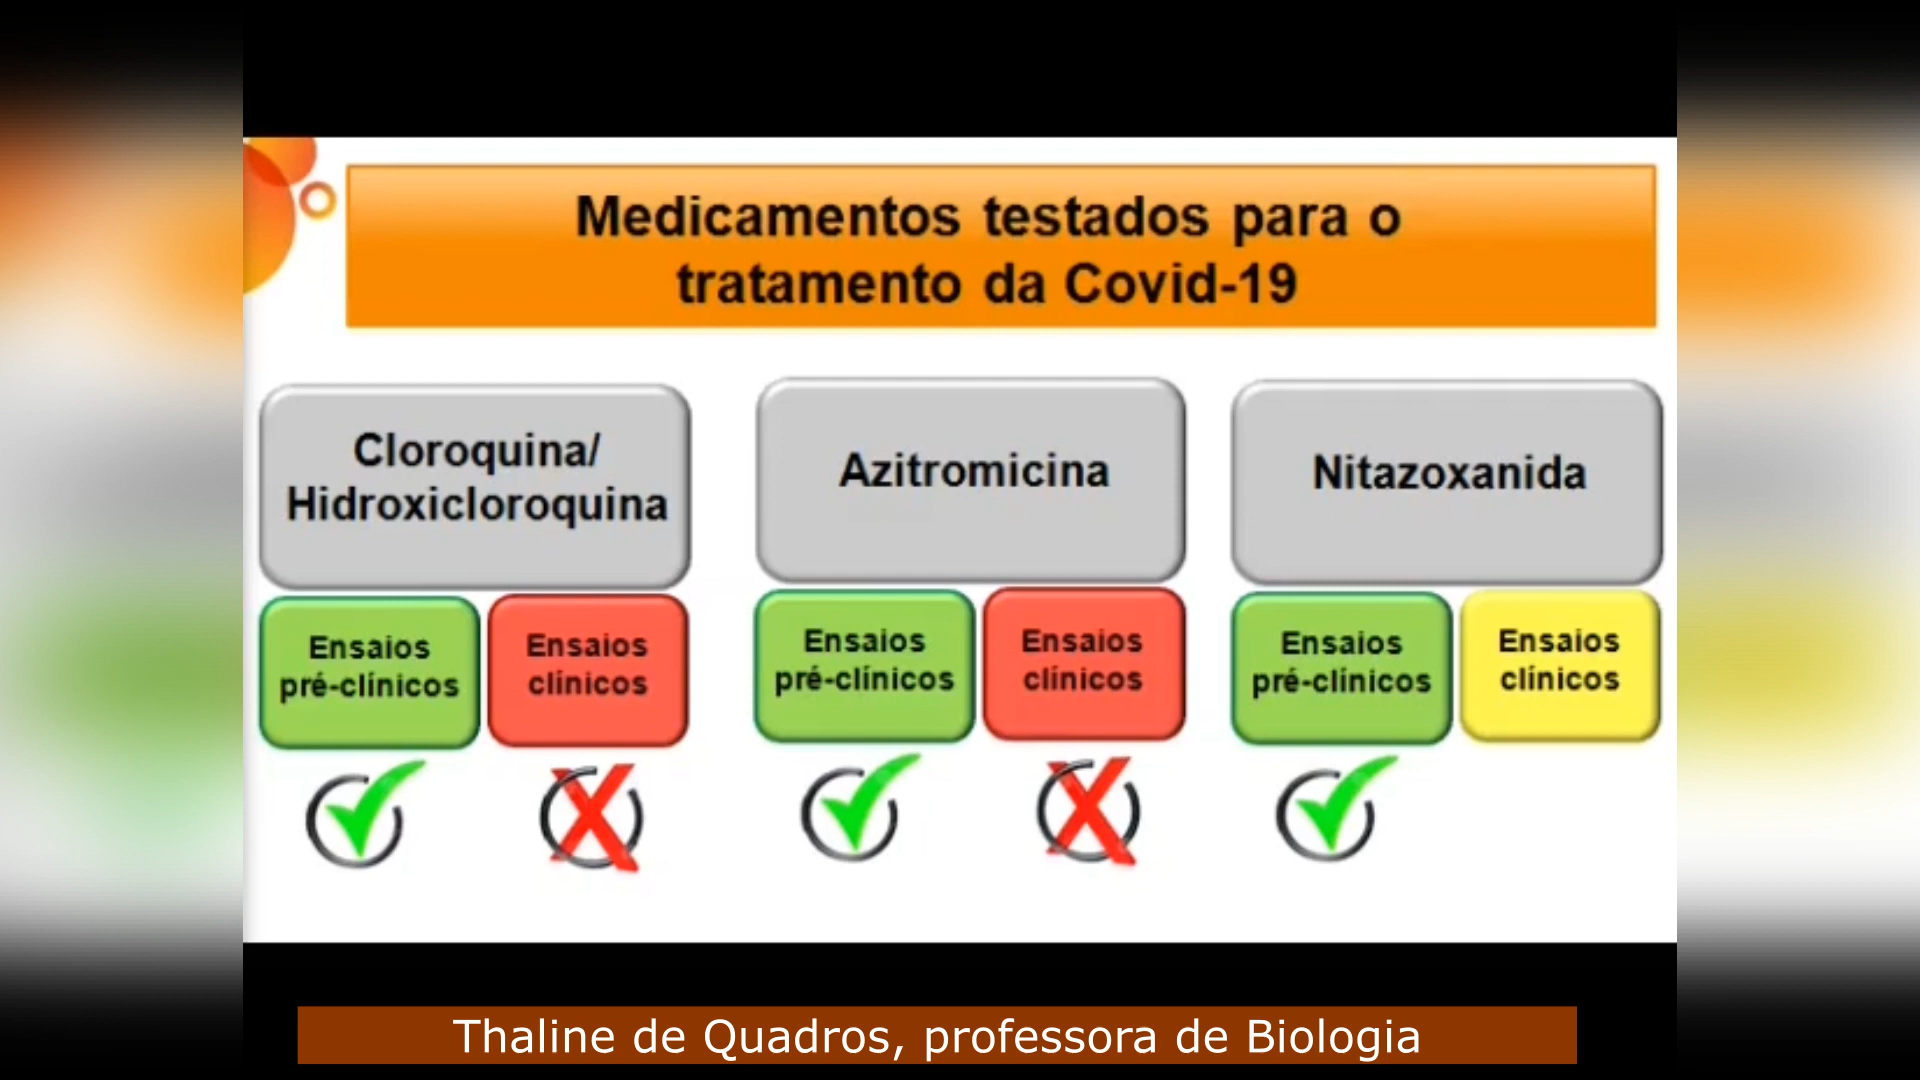 Medicamentos testados para o
tratamento da Covid-19
Cloroquina/
Hidroxicloroquina
Azitromicina
Nitazoxanida
Ensaios
pré-clínicos
Ensaios
clínicos
Ensaios
pré-clínicos
Ensaios
clínicos
Ensaios
pré-clínicos
Ensaios
clínicos
Thaline de Quadros, professora de Biologia